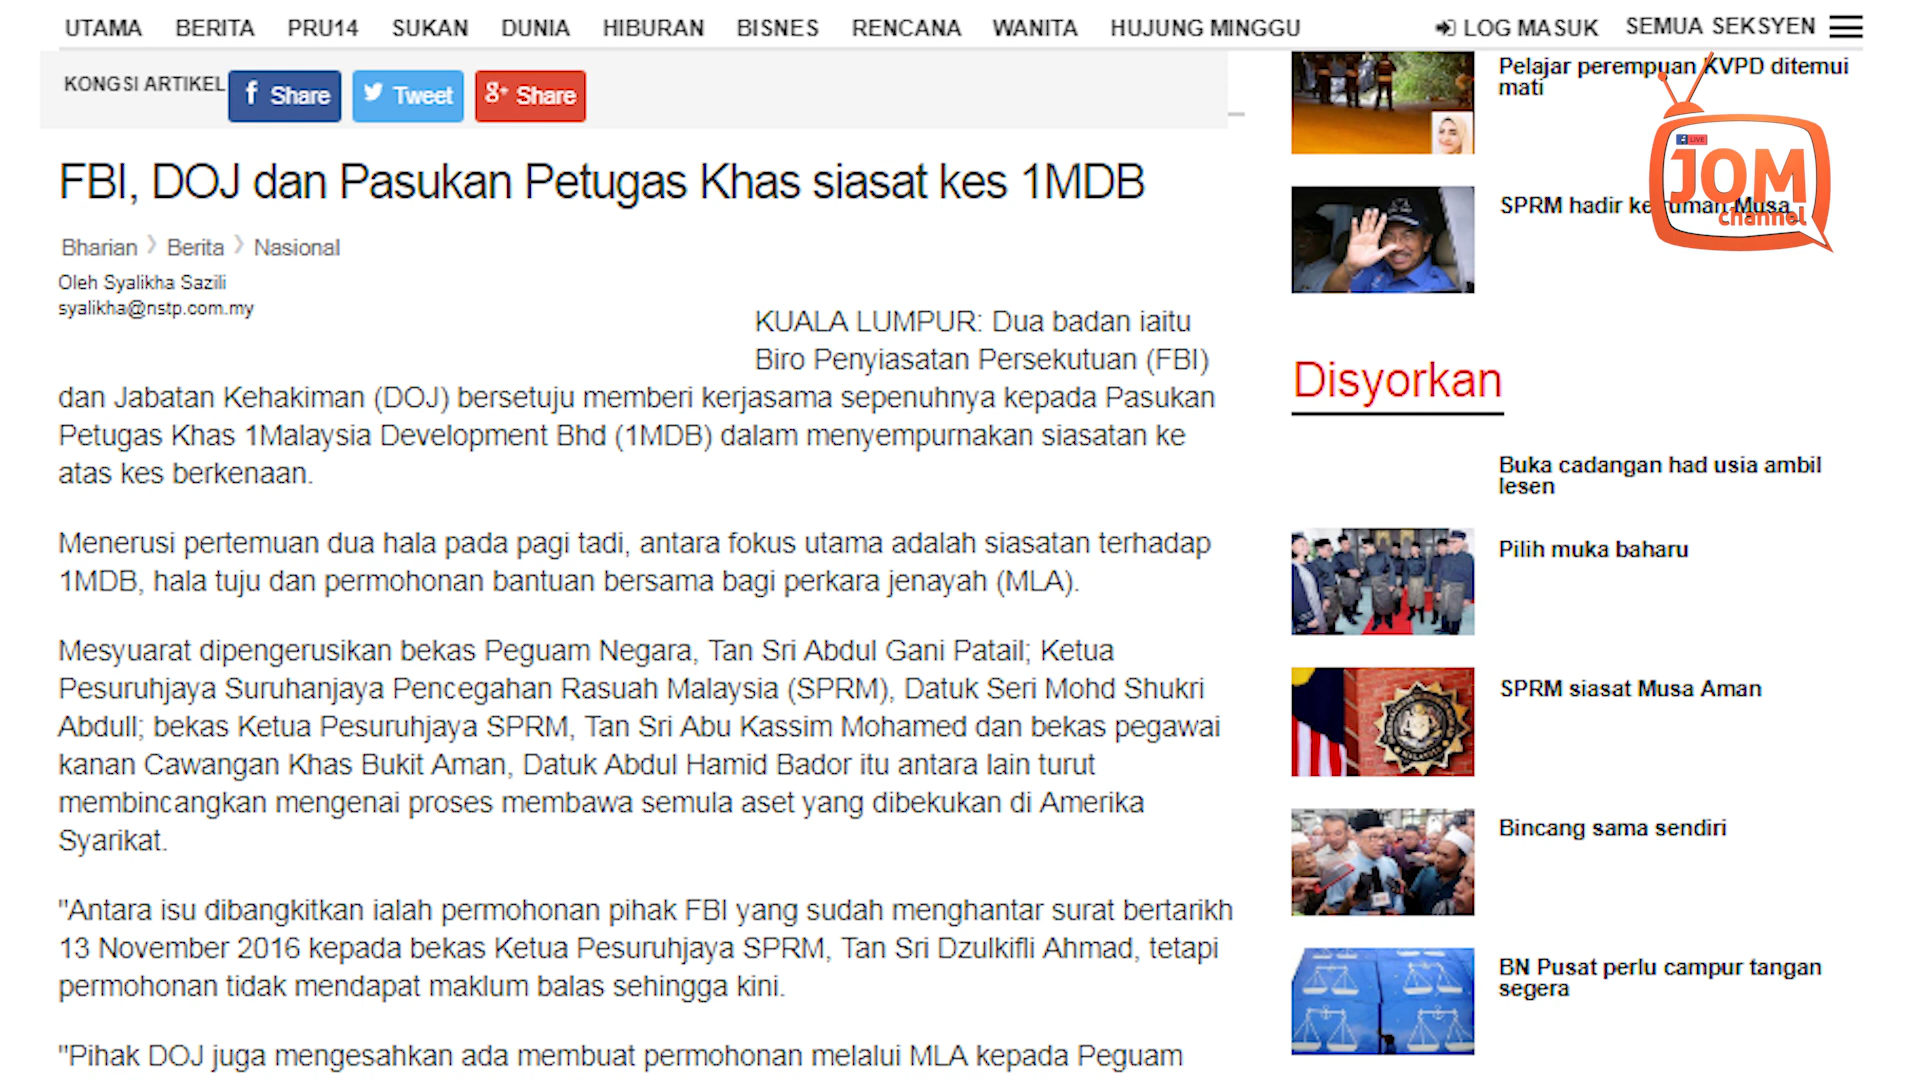 UTAMA BERITA PRU14 SUKAN DUNIA HIBURAN BISNES RENCANA WANITA HUJUNG MINGGU LOG MASUK SEMUA SEKSYEN
KONGSI ARTIKEL Share Tweet Share
FBI, DOJ dan Pasukan Petugas Khas siasat kes 1MDB
Bharian Berita Nasional
Oleh Syalikha Sazili
syalikha@nstp.com.my
KUALA LUMPUR: Dua badan iaitu
Biro Penyiasatan Persekutuan (FBI)
dan Jabatan Kehakiman (DOJ) bersetuju memberi kerjasama sepenuhnya kepada Pasukan
Petugas Khas 1Malaysia Development Bhd (1MDB) dalam menyempurnakan siasatan ke
atas kes berkenaan.
Menerusi pertemuan dua hala pada pagi tadi, antara fokus utama adalah siasatan terhadap
1MDB, hala tuju dan permohonan bantuan bersama bagi perkara jenayah (MLA).
Mesyuarat dipengerusikan bekas Peguam Negara, Tan Sri Abdul Gani Patail; Ketua
Pesuruhjaya Suruhanjaya Pencegahan Rasuah Malaysia (SPRM), Datuk Seri Mohd Shukri
Abdull; bekas Ketua Pesuruhjaya SPRM, Tan Sri Abu Kassim Mohamed dan bekas pegawai
kanan Cawangan Khas Bukit Aman, Datuk Abdul Hamid Bador itu antara lain turut
membincangkan mengenai proses membawa semula aset yang dibekukan di Amerika
Syarikat.
"Antara isu dibangkitkan ialah permohonan pihak FBI yang sudah menghantar surat bertarikh
13 November 2016 kepada bekas Ketua Pesuruhjaya SPRM, Tan Sri Dzulkifli Ahmad, tetapi
permohonan tidak mendapat maklum balas sehingga kini.
"Pihak DOJ juga mengesahkan ada membuat permohonan melalui MLA kepada Peguam
Pelajar perempuan KVPD ditemui
mati
SPRM hadir Musa
LIVE
JOM
channel
Disyorkan
Buka cadangan had usia ambil
lesen
Pilih muka baharu
SPRM siasat Musa Aman
Bincang sama sendiri
BN Pusat perlu campur tangan
segera